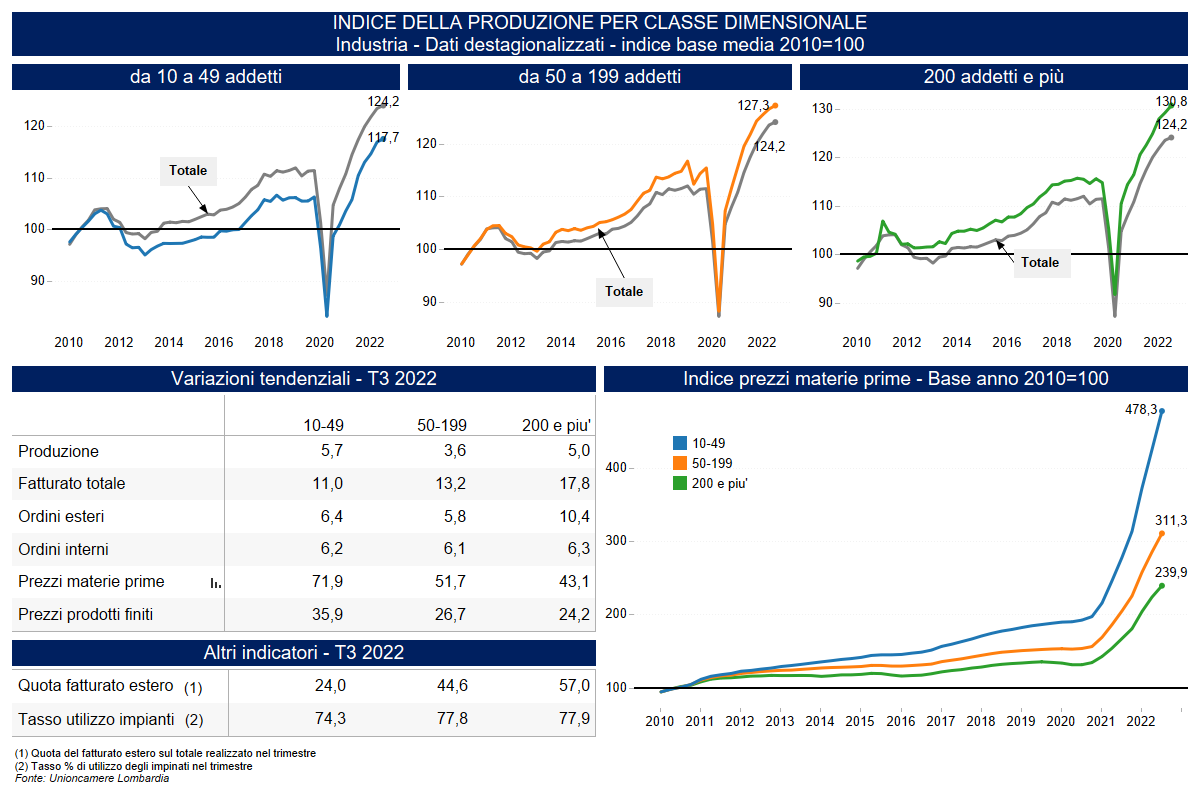 INDICE DELLA PRODUZIONE PER CLASSE DIMENSIONALE
Industria - Dati destagionalizzati - indice base media 2010=100
da 10 a 49 addetti
124,2
120
117,7
Totale
110
100
90
2010 2012 2014 2016 2018 2020 2022
da 50 a 199 addetti
127,3
120
124,2
110
100
Totale
90
2010 2012 2014 2016 2018 2020 2022
200 addetti e più
130
130,8
124,2
120
110
100
Totale
90
2010 2012 2014 2016 2018 2020 2022
Variazioni tendenziali - T3 2022
10-49 50-199 200 e piu'
Produzione 5,7 3,6 5,0
Fatturato totale 11,0 13,2 17,8
Ordini esteri 6,4 5,8 10,4
Ordini interni 6,2 6,1 6,3
Prezzi materie prime 71,9 51,7 43,1
Prezzi prodotti finiti 35,9 26,7 24,2
Altri indicatori - T3 2022
Quota fatturato estero (1) 24,0 44,6 57,0
Tasso utilizzo impianti (2) 74,3 77,8 77,9
Indice prezzi materie prime - Base anno 2010=100
478,3
10-49
50-199
200 e piu'
400
300
311,3
239,9
200
100
2010 2011 2012 2013 2014 2015 2016 2017 2018 2019 2020 2021 2022
(1) Quota del fatturato estero sul totale realizzato nel trimestre
(2) Tasso % di utilizzo degli impinati nel trimestre
Fonte: Unioncamere Lombardia